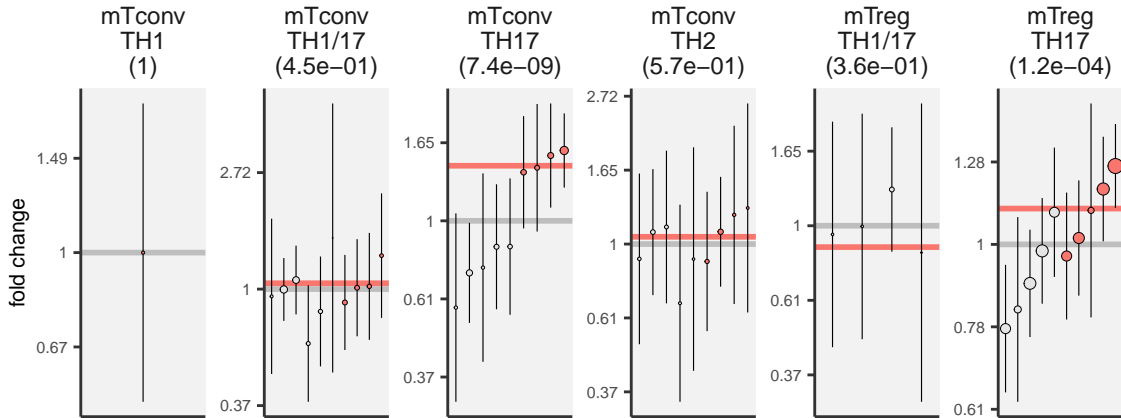 mTconv
TH1
(1)
mTconv
TH1/17
(4.5e−01)
mTconv
TH17
(7.4e−09)
mTconv
TH2
(5.7e−01)
mTreg
TH1/17
(3.6e−01)
mTreg
TH17
(1.2e−04)
fold change
1.49
1
0.67
2.72
1
0.37
1.65
1
0.61
0.37
2.72
1.65
1
0.61
0.37
1.65
1
0.61
0.37
1.28
1
0.78
0.61